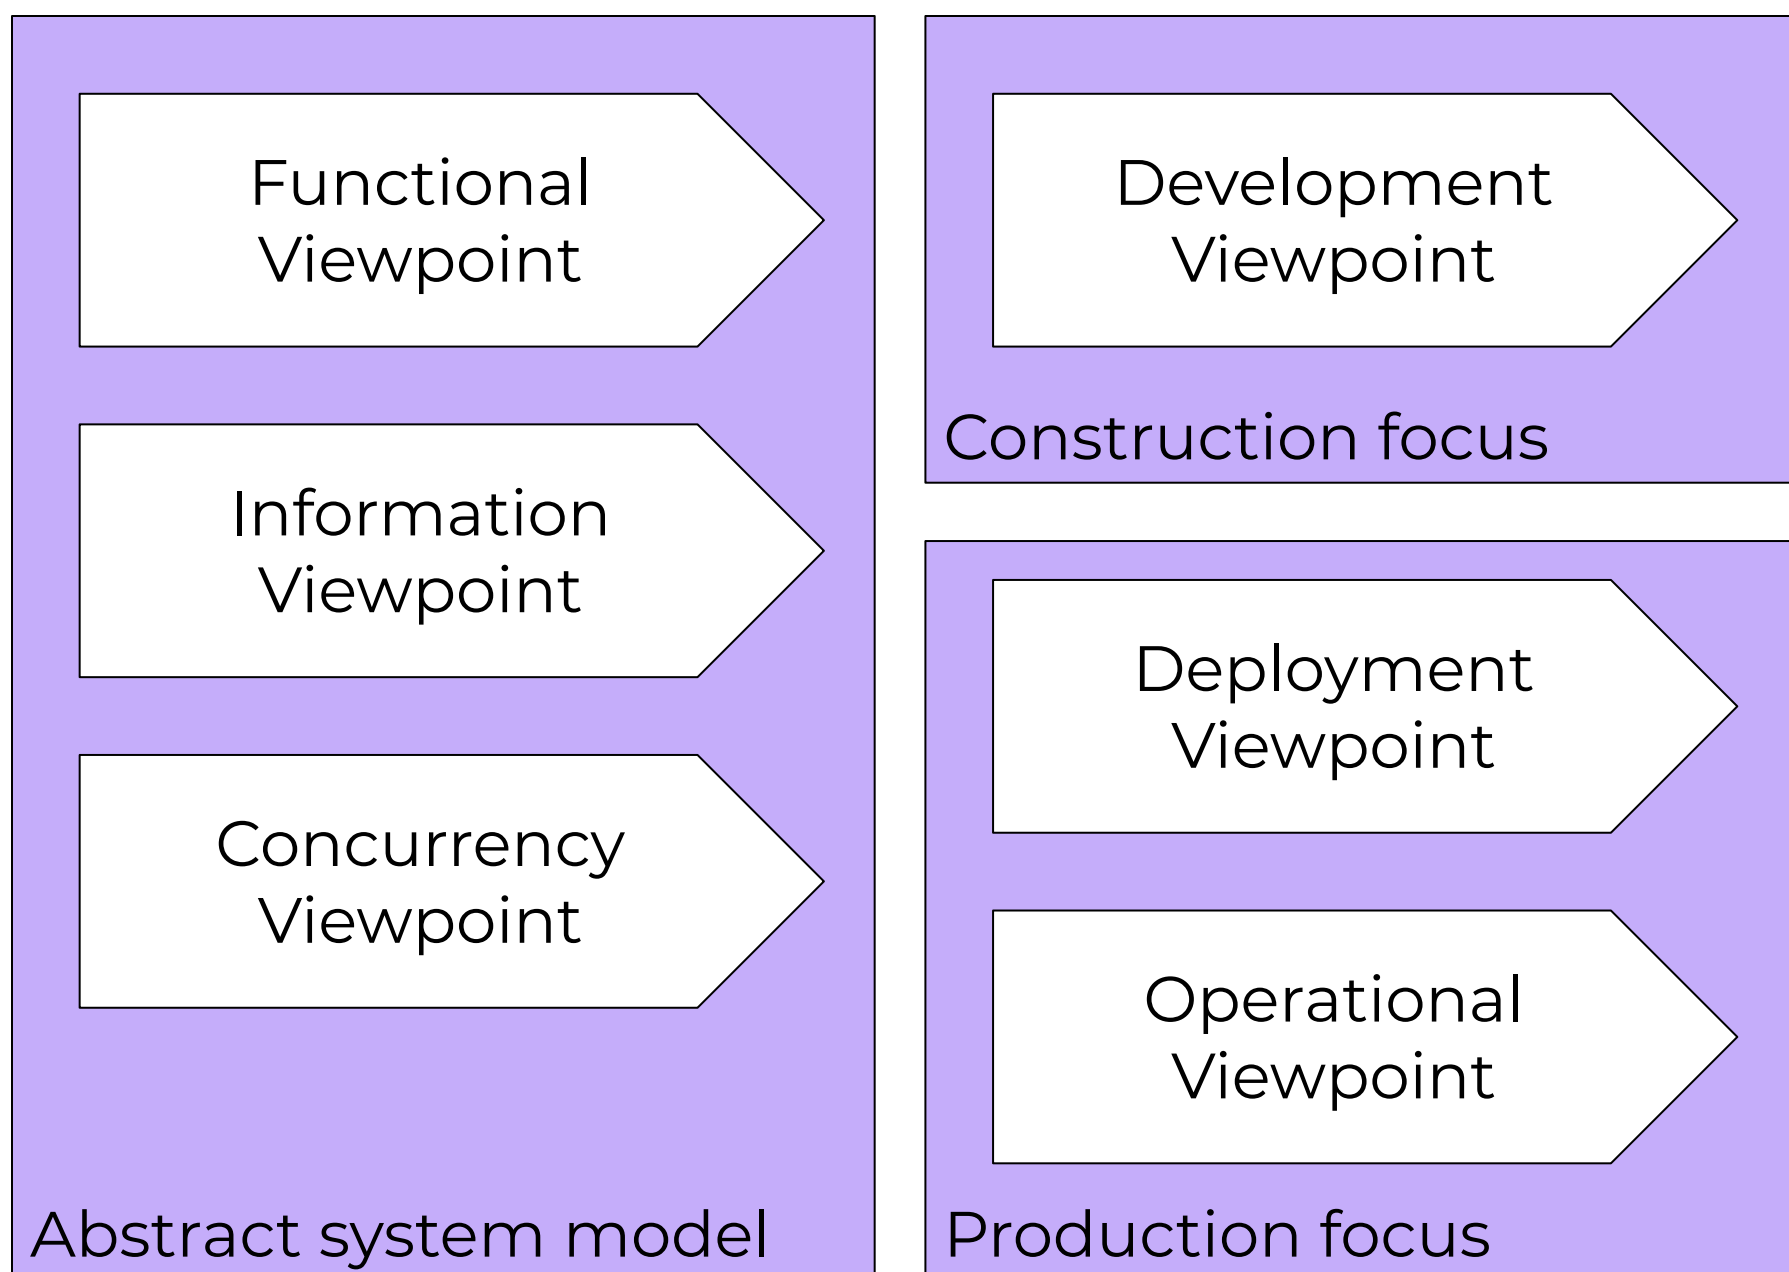 Functional
Viewpoint
Information
Viewpoint
Concurrency
Viewpoint
Abstract system model
Development
Viewpoint
Construction focus
Deployment
Viewpoint
Operational
Viewpoint
Production focus